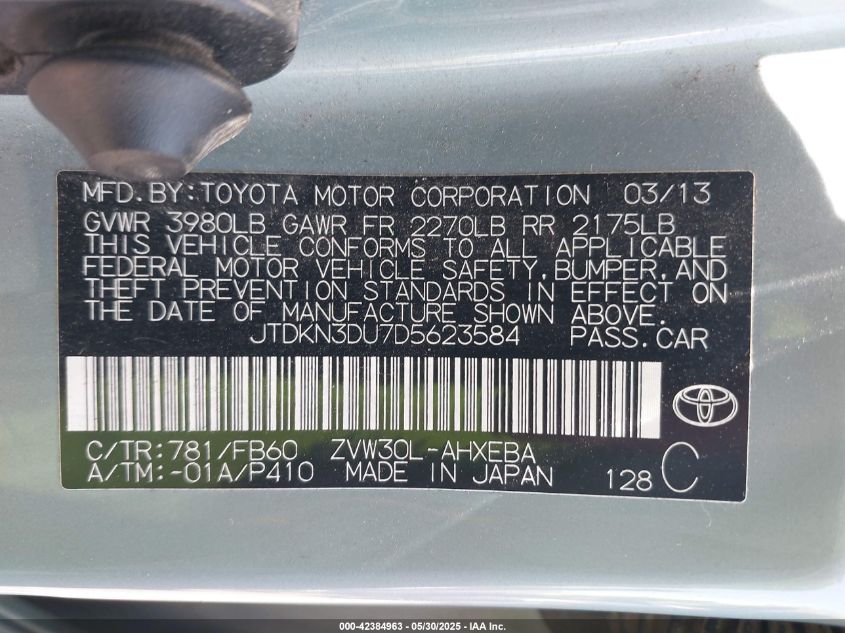 MFD.BY:TOYOTA MOTOR CORPORATION 03/13
GVWR 3980LB GAWR FR 2270LB RR 2175LB
THIS VEHICLE CONFORMS TO ALL APPLICABLE
FEDERAL MOTOR VEHICLE SAFETY,BUMPER,AND
THEFT PREVENTION STANDARDS IN EFFECT ON
THE DATE OF MANUFACTURE SHOWN ABOVE.
JTDKN3DU7D5623584 PASS.CAR
C/TR:781/FB60 ZVW30L-AHXEBA
A/TM:-01A/P410 MADE IN JAPAN 128 C
000-42384963 - 05/30/2025 - IAA Inc.